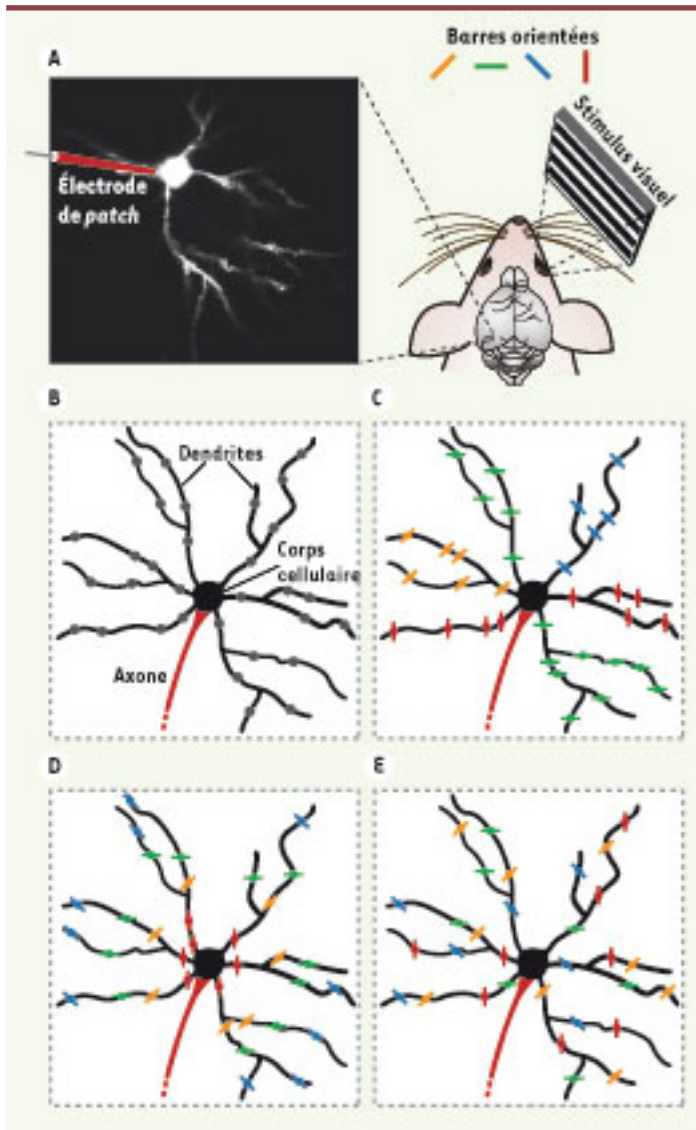 Barres orientées
A
Stimulus visuel
Électrode
de patch
B
C
Dendrites
Corps
cellulaire
Axone
D
E